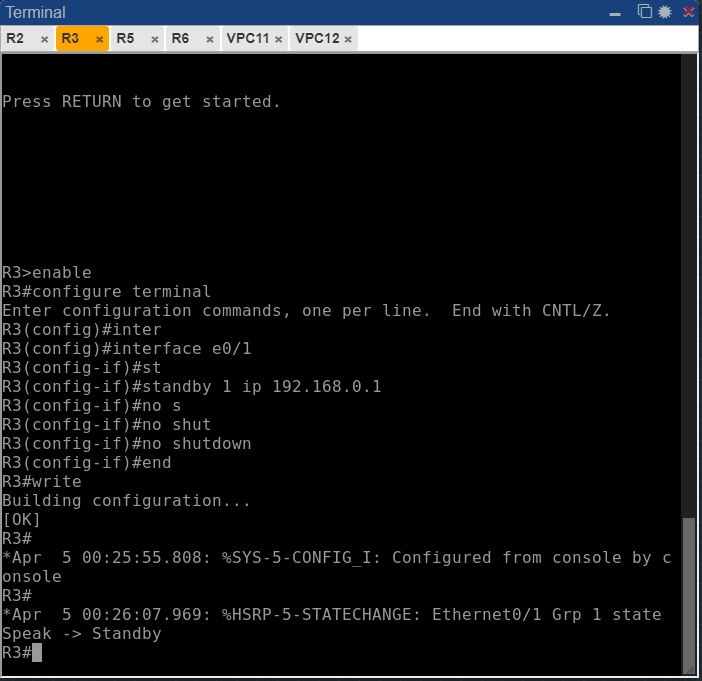 Terminal
R2 × R3 × R5 × R6 × VPC11 × VPC12 ×
Press RETURN to get started.
R3>enable
R3#configure terminal
Enter configuration commands, one per line.  End with CNTL/Z.
R3(config)#inter
R3(config)#interface e0/1
R3(config-if)#st
R3(config-if)#standby 1 ip 192.168.0.1
R3(config-if)#no s
R3(config-if)#no shut
R3(config-if)#no shutdown
R3(config-if)#end
R3#write
Building configuration...
[OK]
R3#
*Apr  5 00:25:55.808: %SYS-5-CONFIG_I: Configured from console by c
onsole
R3#
*Apr  5 00:26:07.969: %HSRP-5-STATECHANGE: Ethernet0/1 Grp 1 state
Speak -> Standby
R3#